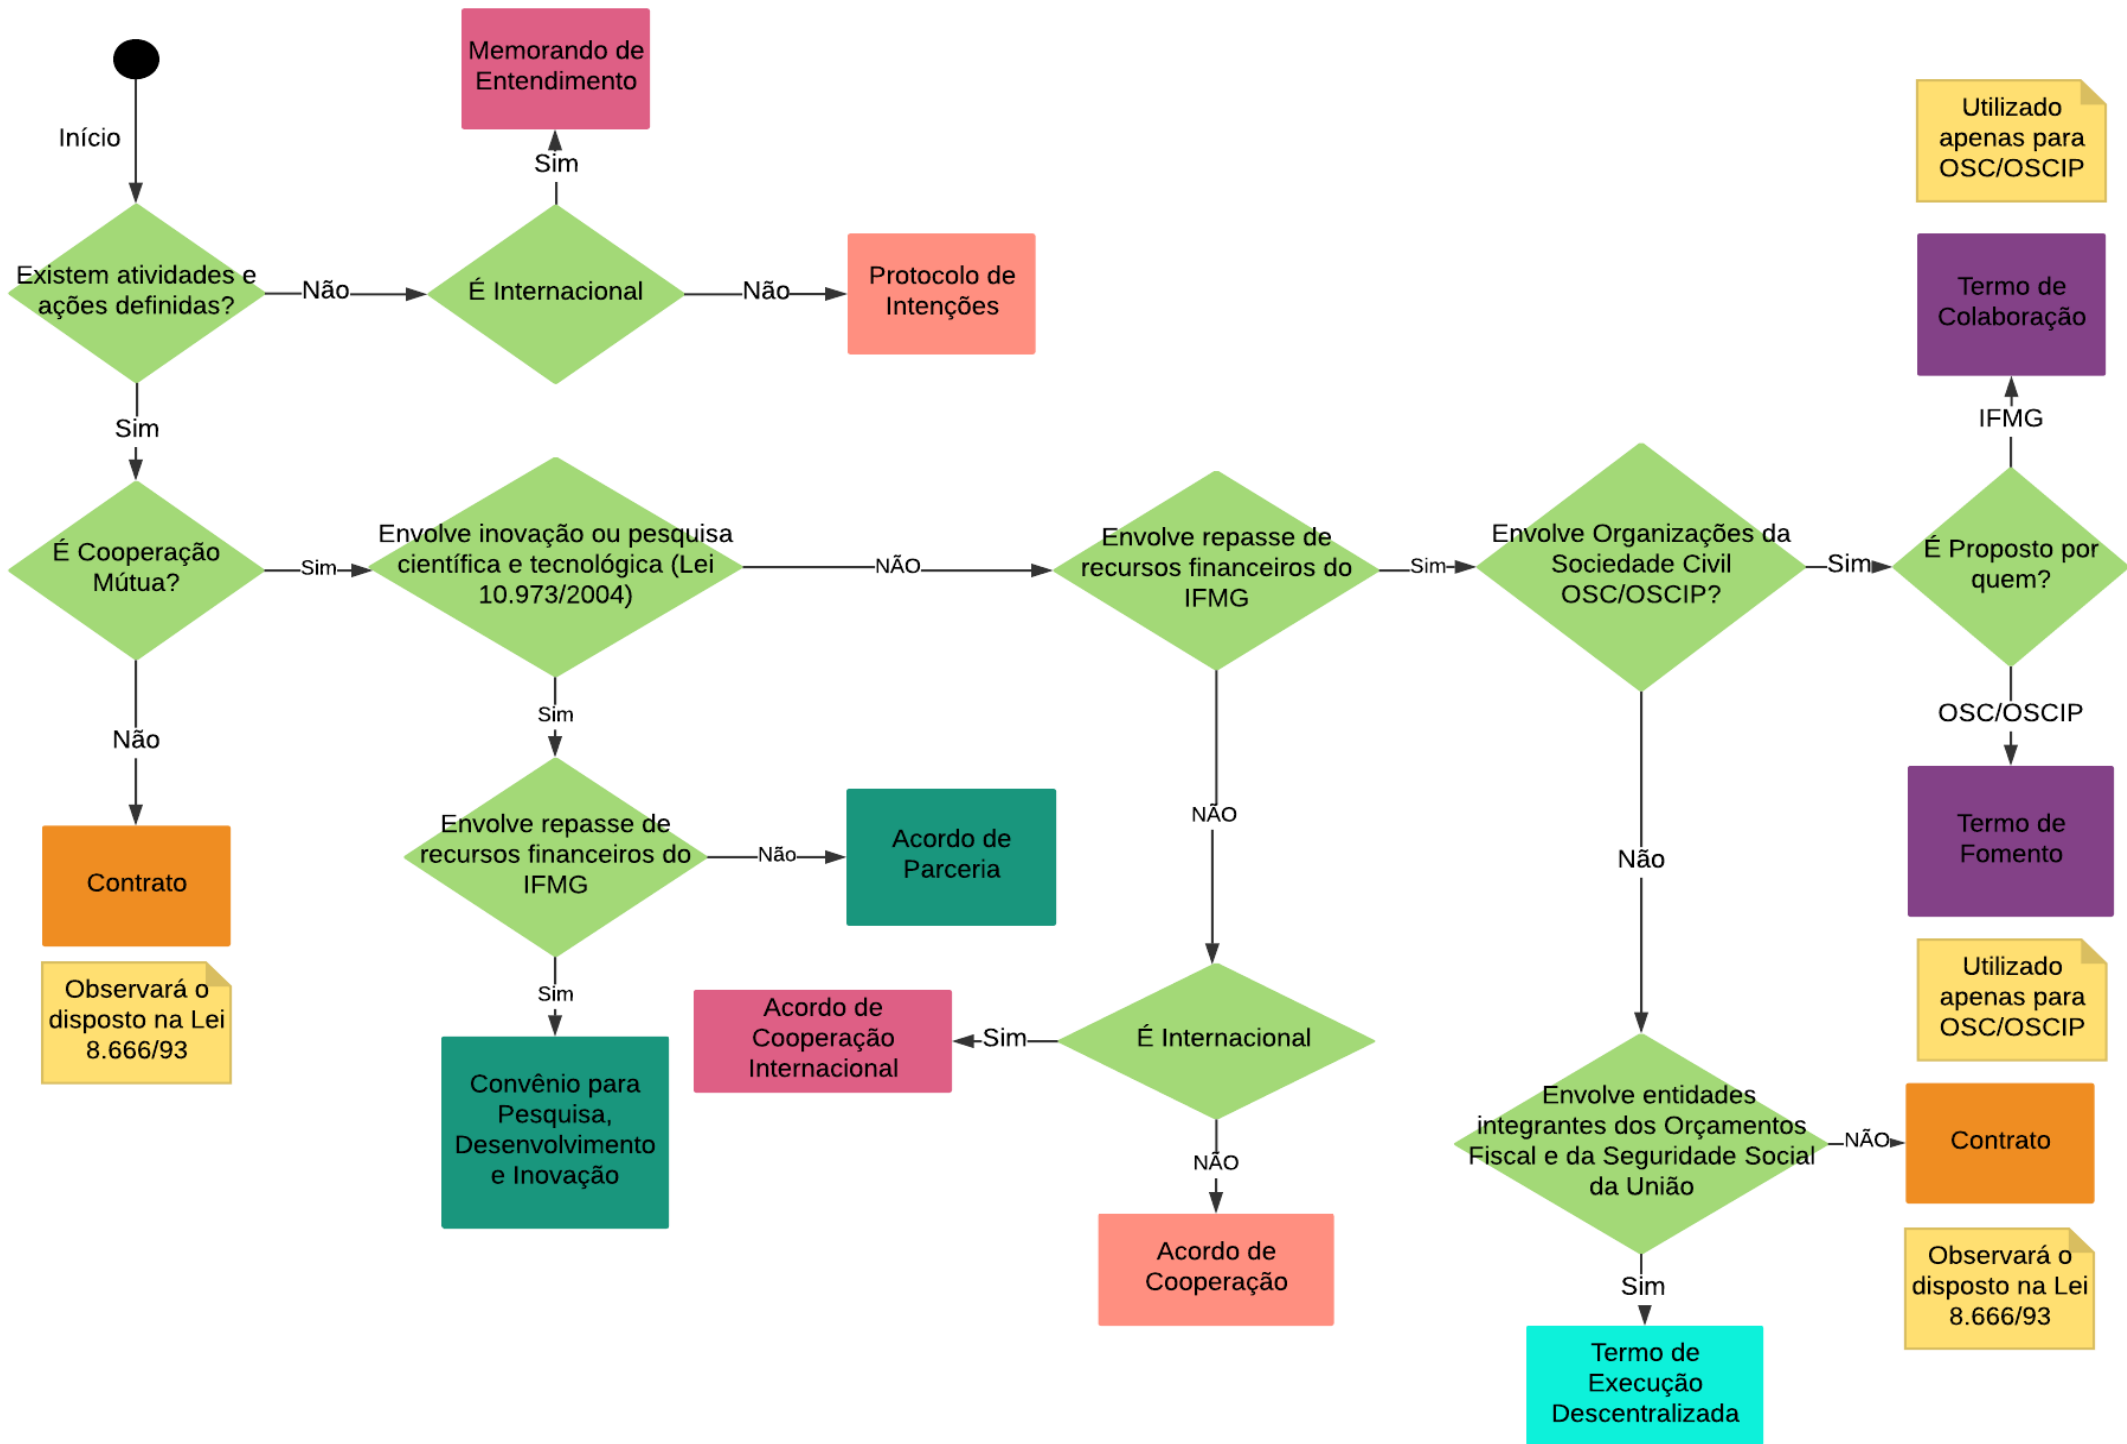 Início
Memorando de
Entendimento
Sim
Utilizado
apenas para
OSC/OSCIP
Existem atividades e
ações definidas?
Não
É Internacional
Não
Protocolo de
Intenções
Termo de
Colaboração
Sim
IFMG
É Cooperação
Mútua?
Sim
Envolve inovação ou pesquisa
científica e tecnológica (Lei
10.973/2004)
NÃO
Envolve repasse de
recursos financeiros do
IFMG
Sim
Envolve Organizações da
Sociedade Civil
OSC/OSCIP?
Sim
É Proposto por
quem?
Não
Sim
NÃO
Não
OSC/OSCIP
Contrato
Envolve repasse de
recursos financeiros do
IFMG
Não
Acordo de
Parceria
Termo de
Fomento
Observará o
disposto na Lei
8.666/93
Sim
Utilizado
apenas para
OSC/OSCIP
Convênio para
Pesquisa,
Desenvolvimento
e Inovação
Acordo de
Cooperação
Internacional
Sim
É Internacional
Envolve entidades
integrantes dos Orçamentos
Fiscal e da Seguridade Social
da União
NÃO
Contrato
NÃO
Acordo de
Cooperação
Sim
Observará o
disposto na Lei
8.666/93
Termo de
Execução
Descentralizada